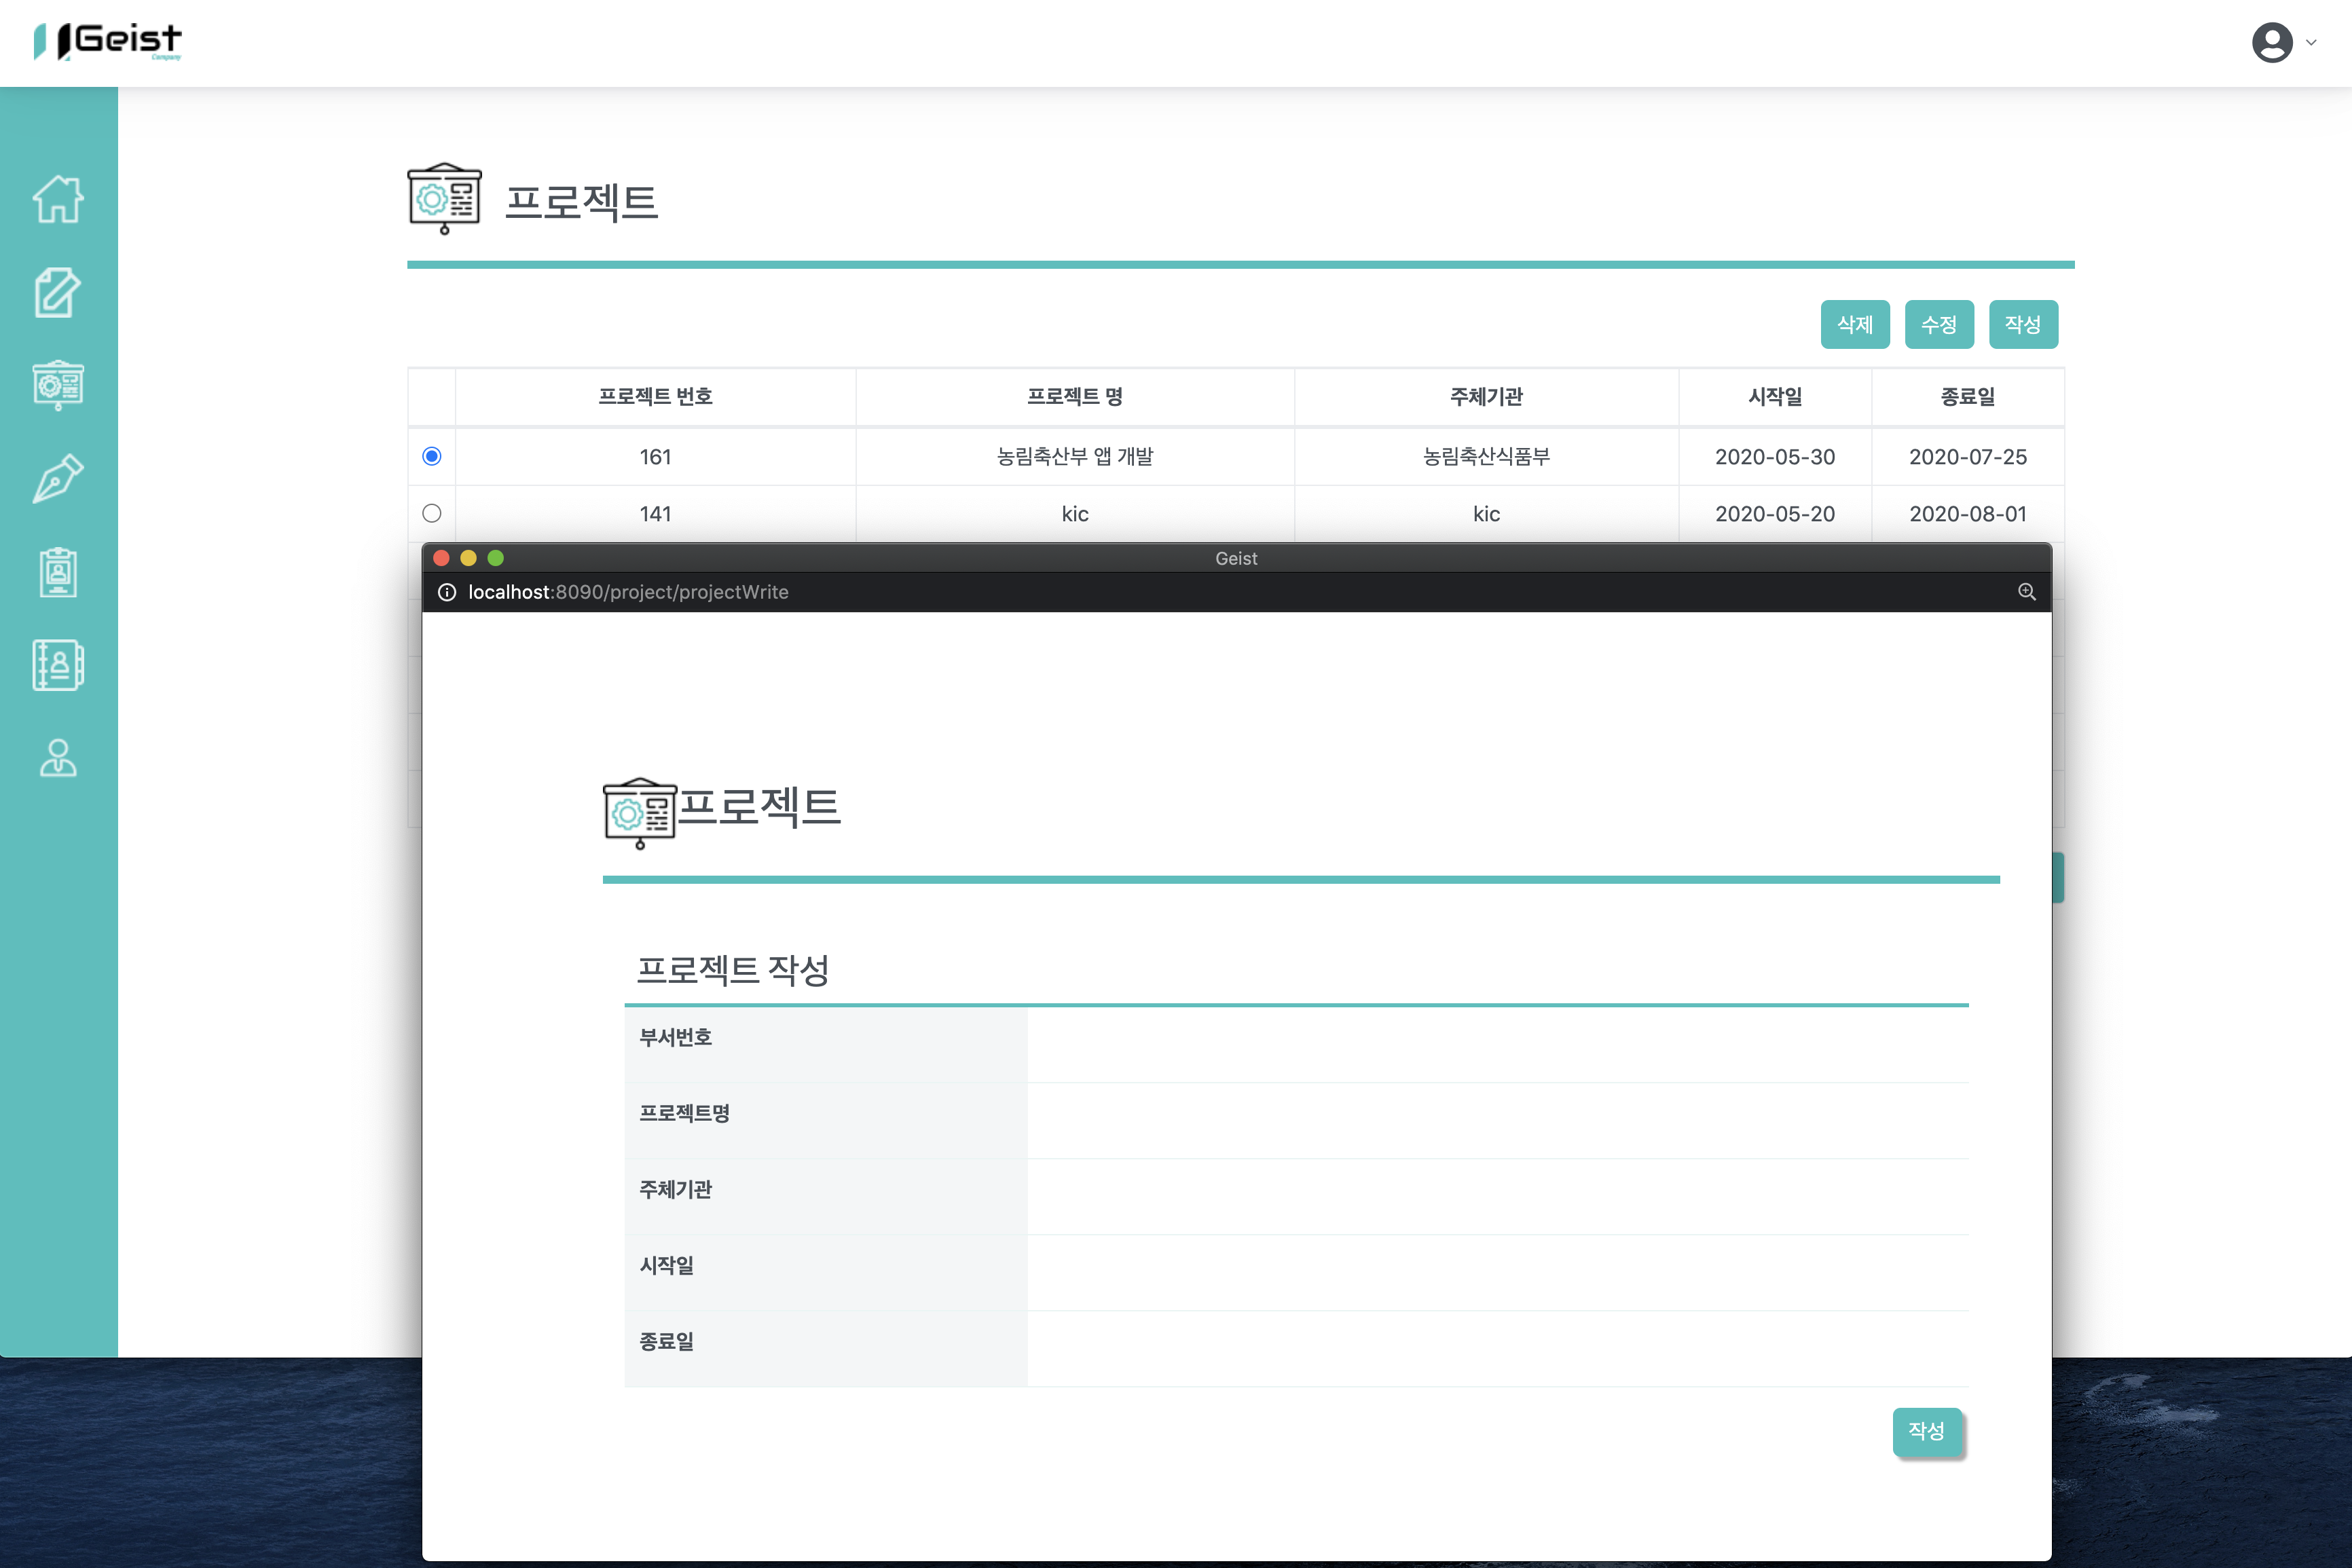 Geist
Company
프로젝트
삭제 수정 작성
프로젝트 번호 프로젝트 명 주체기관 시작일 종료일
161 농림축산부 앱 개발 농림축산식품부 2020-05-30 2020-07-25
141 kic kic 2020-05-20 2020-08-01
Geist
localhost:8090/project/projectWrite
프로젝트
프로젝트 작성
부서번호
프로젝트명
주체기관
시작일
종료일
작성